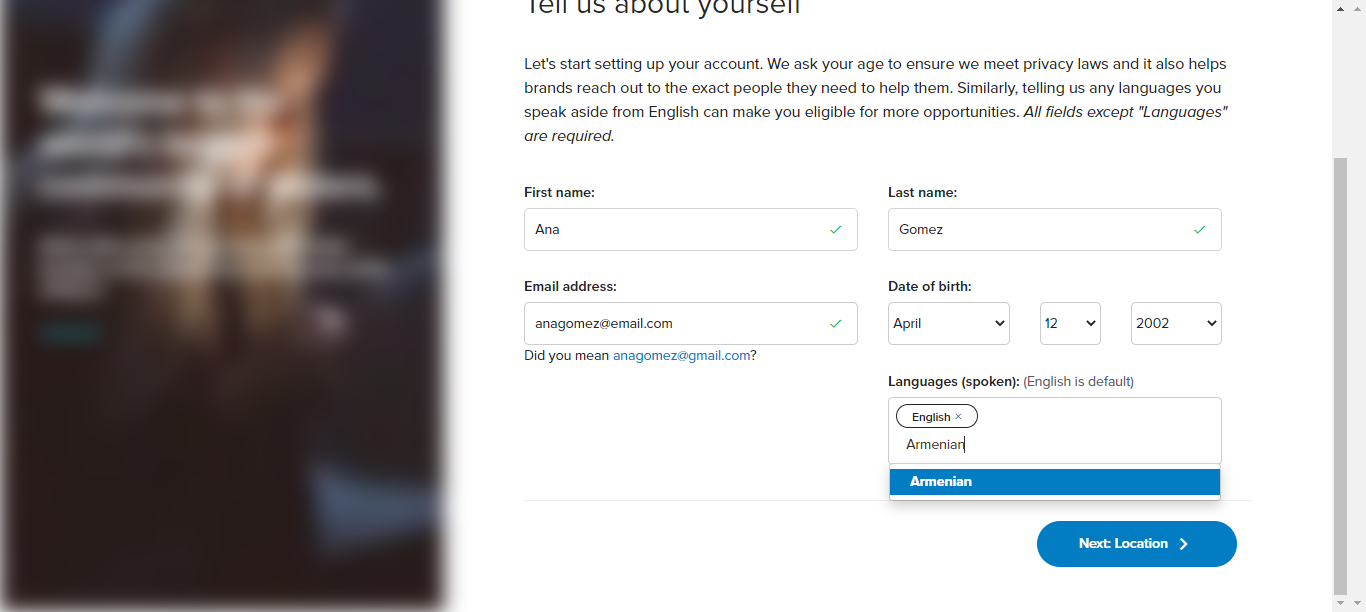 Tell us about yourself
Let's start setting up your account. We ask your age to ensure we meet privacy laws and it also helps
brands reach out to the exact people they need to help them. Similarly, telling us any languages you
speak aside from English can make you eligible for more opportunities. All fields except "Languages"
are required.
First name:
Last name:
Ana
Gomez
Email address:
Date of birth:
anagomez@email.com
April
12
2002
Did you mean anagomez@gmail.com?
Languages (spoken): (English is default)
English ×
Armenian
Armenian
Next: Location